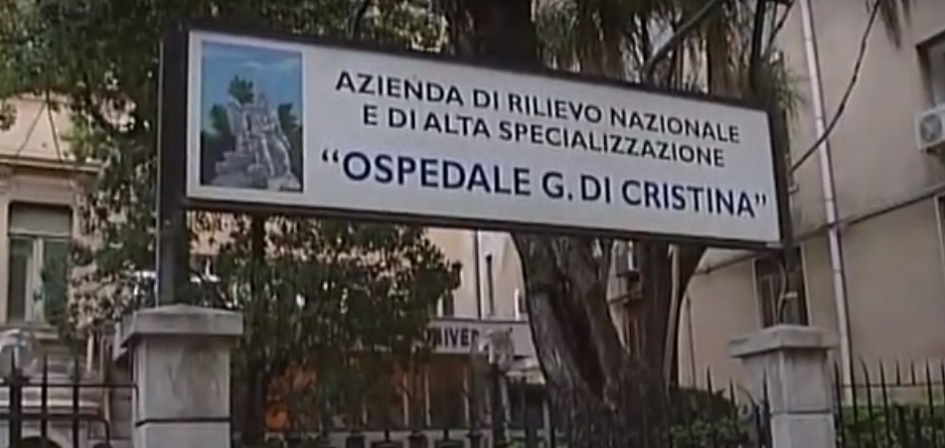 AZIENDA DI RILIEVO NAZIONALE
E DI ALTA SPECIALIZZAZIONE
“OSPEDALE G. DI CRISTINA”